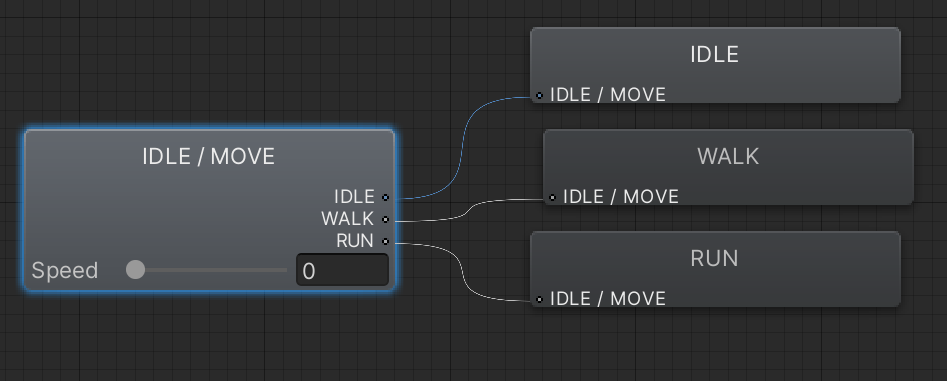 IDLE / MOVE
IDLE
WALK
RUN
Speed 0
IDLE
IDLE / MOVE
WALK
IDLE / MOVE
RUN
IDLE / MOVE